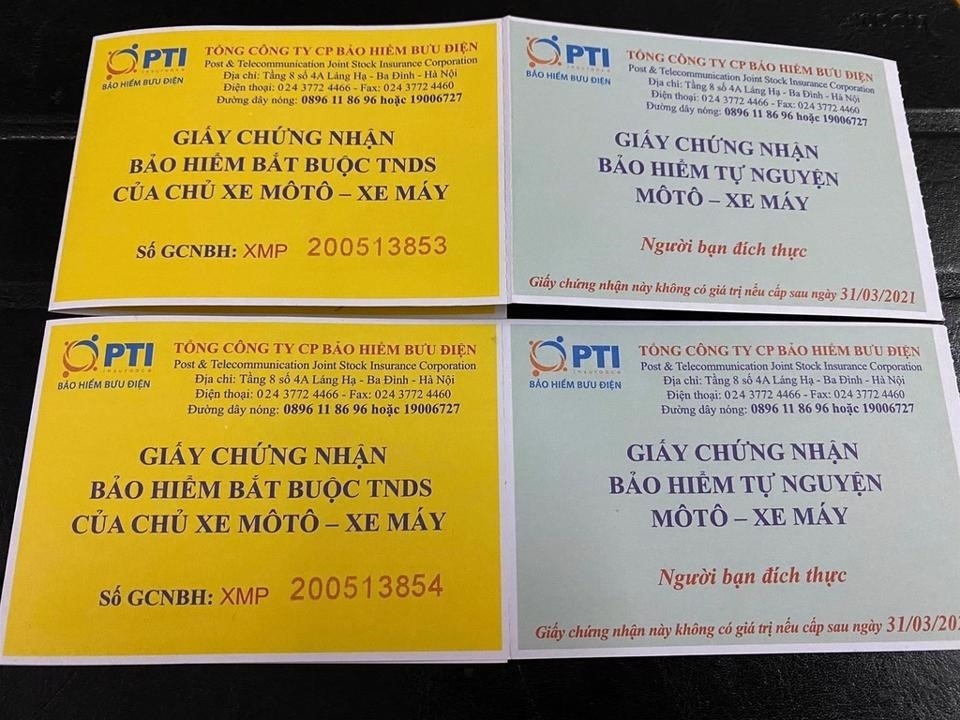 PTI
INSURANCE
BẢO HIỂM BƯU ĐIỆN
TỔNG CÔNG TY CP BẢO HIỂM BƯU ĐIỆN
Post & Telecommunication Joint Stock Insurance Corporation
Địa chỉ: Tầng 8 số 4A Láng Hạ - Ba Đình - Hà Nội
Điện thoại: 024 3772 4466 - Fax: 024 3772 4460
Đường dây nóng: 0896 11 86 96 hoặc 19006727
GIẤY CHỨNG NHẬN
BẢO HIỂM BẮT BUỘC TNDS
CỦA CHỦ XE MÔTÔ – XE MÁY
Số GCNBH: XMP 200513853
PTI
INSURANCE
BẢO HIỂM BƯU ĐIỆN
TỔNG CÔNG TY CP BẢO HIỂM BƯU ĐIỆN
Post & Telecommunication Joint Stock Insurance Corporation
Địa chỉ: Tầng 8 số 4A Láng Hạ - Ba Đình - Hà Nội
Điện thoại: 024 3772 4466 - Fax: 024 3772 4460
Đường dây nóng: 0896 11 86 96 hoặc 19006727
GIẤY CHỨNG NHẬN
BẢO HIỂM TỰ NGUYỆN
MÔTÔ – XE MÁY
Người bạn đích thực
Giấy chứng nhận này không có giá trị nếu cấp sau ngày 31/03/2021
PTI
INSURANCE
BẢO HIỂM BƯU ĐIỆN
TỔNG CÔNG TY CP BẢO HIỂM BƯU ĐIỆN
Post & Telecommunication Joint Stock Insurance Corporation
Địa chỉ: Tầng 8 số 4A Láng Hạ - Ba Đình - Hà Nội
Điện thoại: 024 3772 4466 - Fax: 024 3772 4460
Đường dây nóng: 0896 11 86 96 hoặc 19006727
GIẤY CHỨNG NHẬN
BẢO HIỂM BẮT BUỘC TNDS
CỦA CHỦ XE MÔTÔ – XE MÁY
Số GCNBH: XMP 200513854
PTI
INSURANCE
BẢO HIỂM BƯU ĐIỆN
TỔNG CÔNG TY CP BẢO HIỂM BƯU ĐIỆN
Post & Telecommunication Joint Stock Insurance Corporation
Địa chỉ: Tầng 8 số 4A Láng Hạ - Ba Đình - Hà Nội
Điện thoại: 024 3772 4466 - Fax: 024 3772 4460
Đường dây nóng: 0896 11 86 96 hoặc 19006727
GIẤY CHỨNG NHẬN
BẢO HIỂM TỰ NGUYỆN
MÔTÔ – XE MÁY
Người bạn đích thực
Giấy chứng nhận này không có giá trị nếu cấp sau ngày